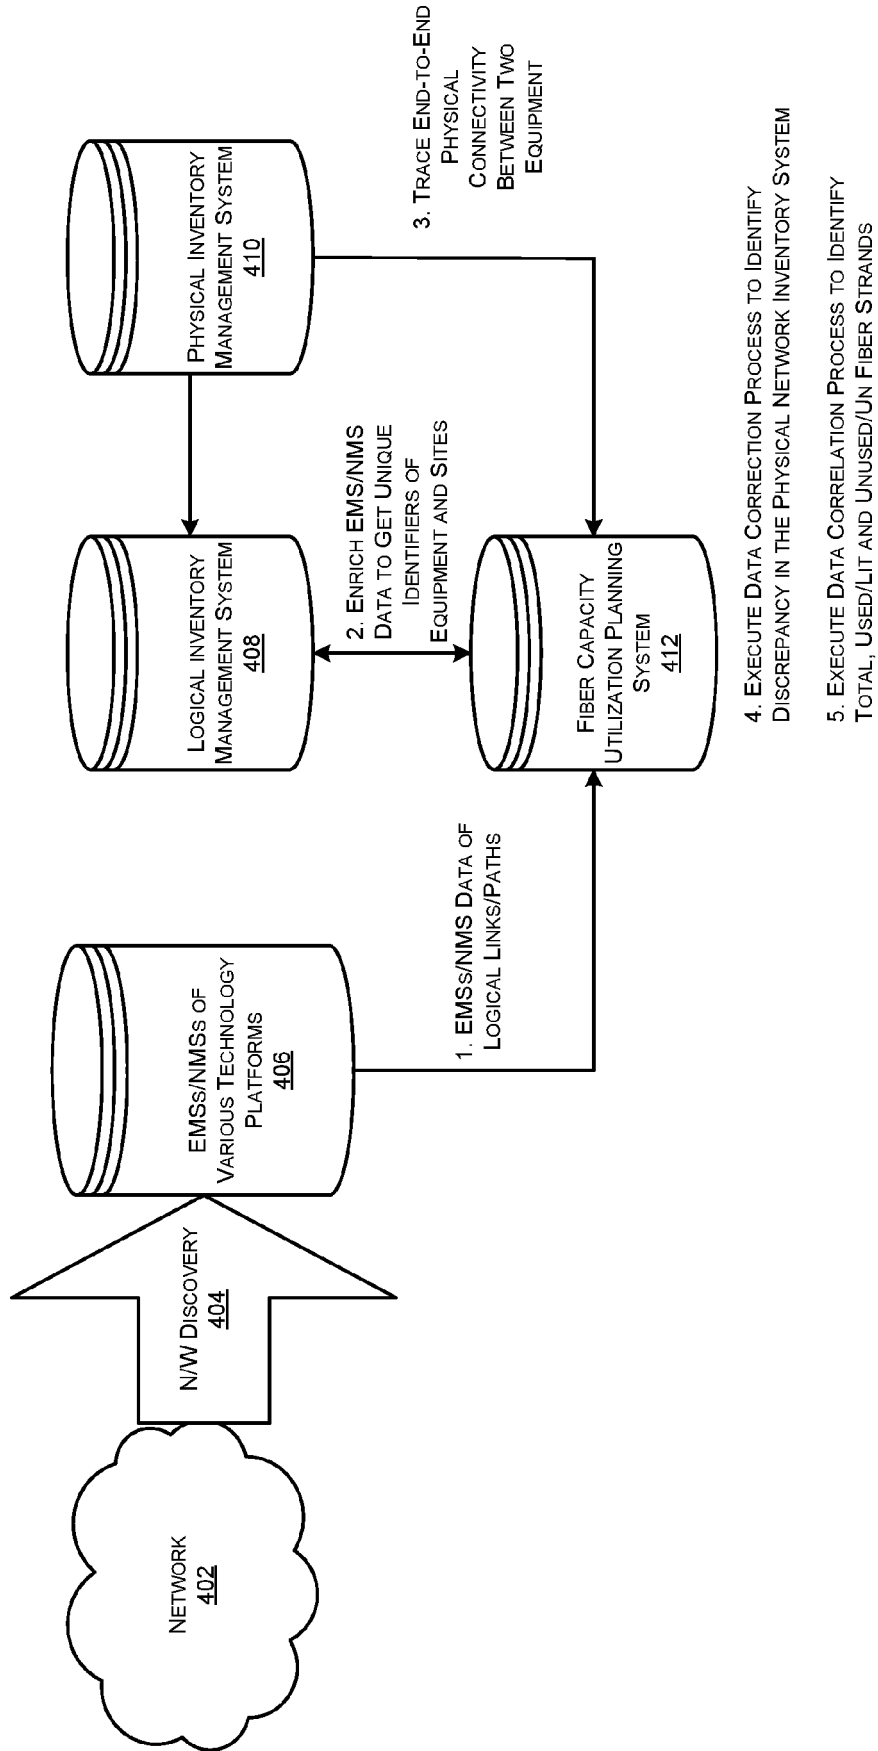 NETWORK
402
N/W DISCOVERY
404
EMSS/NMSS OF
VARIOUS TECHNOLOGY
PLATFORMS
406
LOGICAL INVENTORY
MANAGEMENT SYSTEM
408
PHYSICAL INVENTORY
MANAGEMENT SYSTEM
410
1. EMSS/NMS DATA OF
LOGICAL LINKS/PATHS
2. ENRICH EMS/NMS
DATA TO GET UNIQUE
IDENTIFIERS OF
EQUIPMENT AND SITES
3. TRACE END-TO-END
PHYSICAL
CONNECTIVITY
BETWEEN TWO
EQUIPMENT
FIBER CAPACITY
UTILIZATION PLANNING
SYSTEM
412
4. EXECUTE DATA CORRECTION PROCESS TO IDENTIFY
DISCREPANCY IN THE PHYSICAL NETWORK INVENTORY SYSTEM
5. EXECUTE DATA CORRELATION PROCESS TO IDENTIFY
TOTAL, USED/LIT AND UNUSED/UN FIBER STRANDS